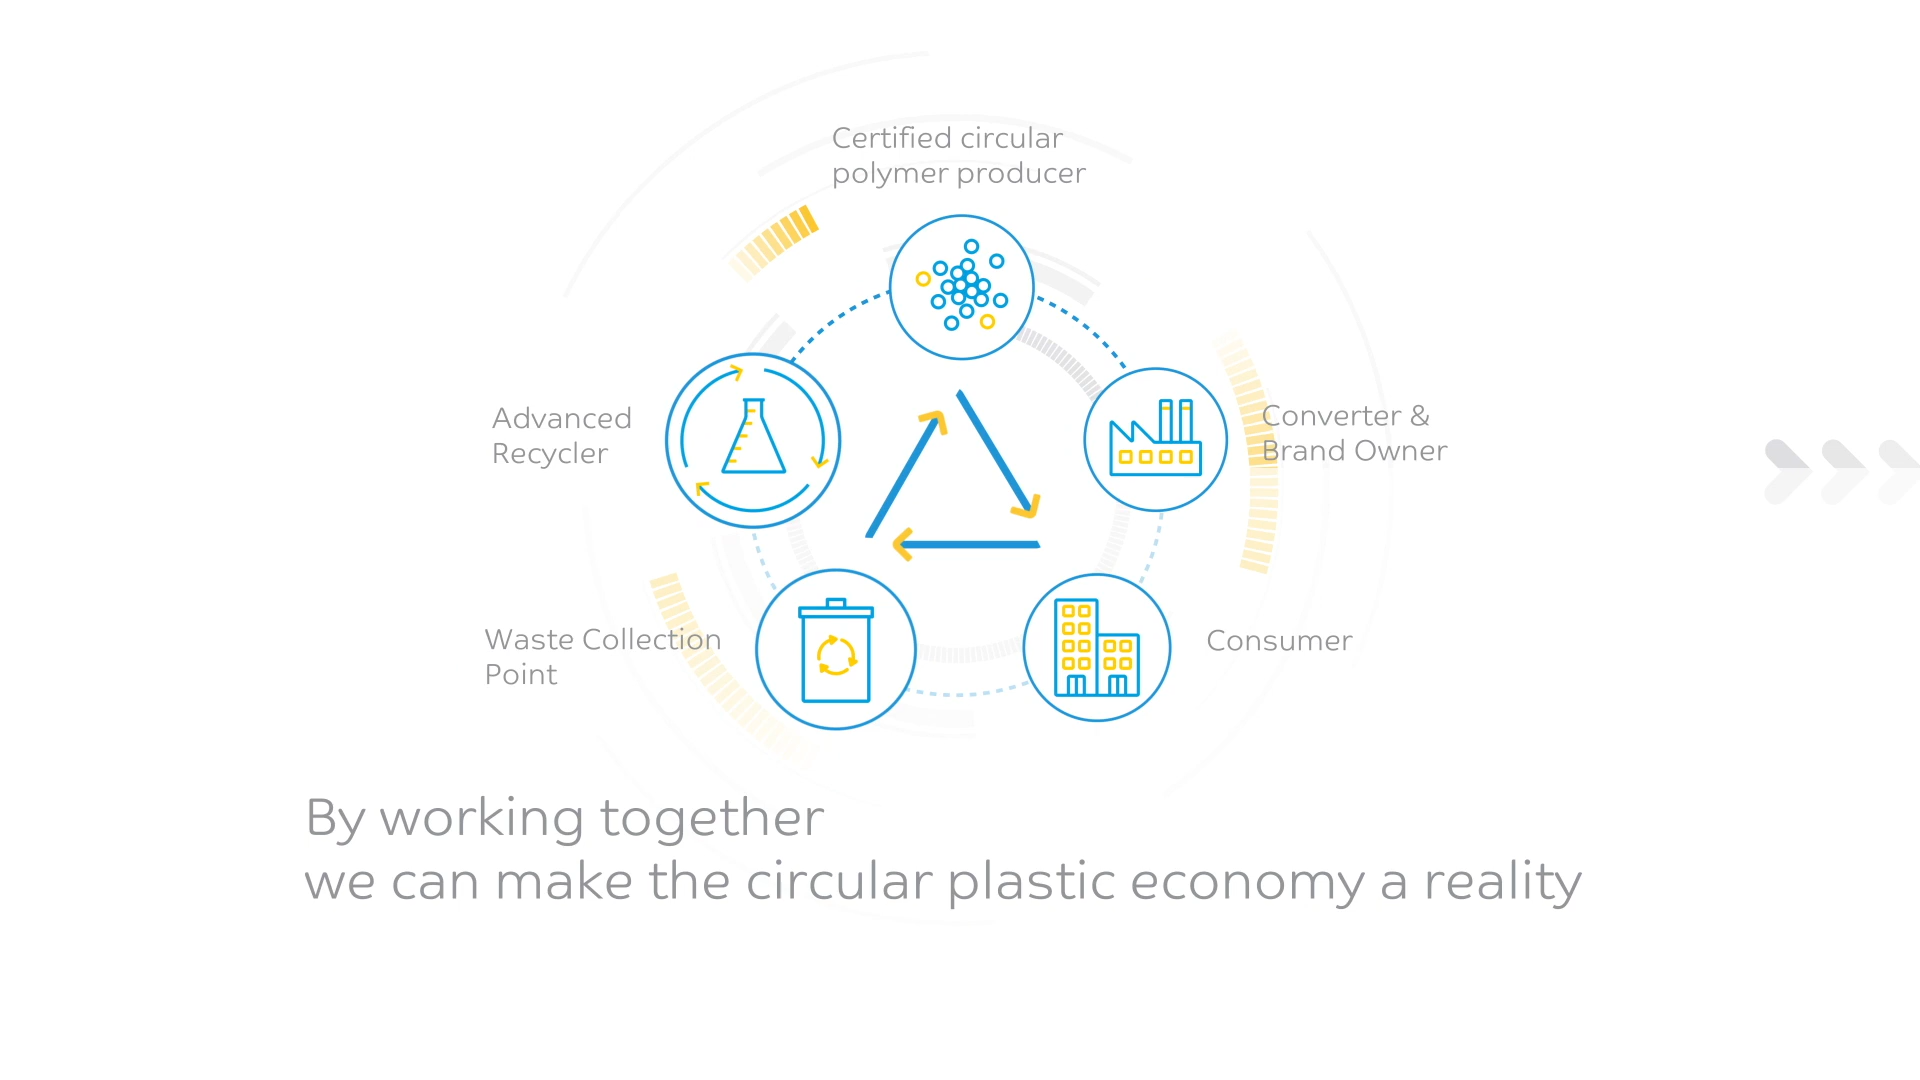 Certified circular
polymer producer
Advanced
Recycler
Converter &
Brand Owner
Waste Collection
Point
Consumer
By working together
we can make the circular plastic economy a reality